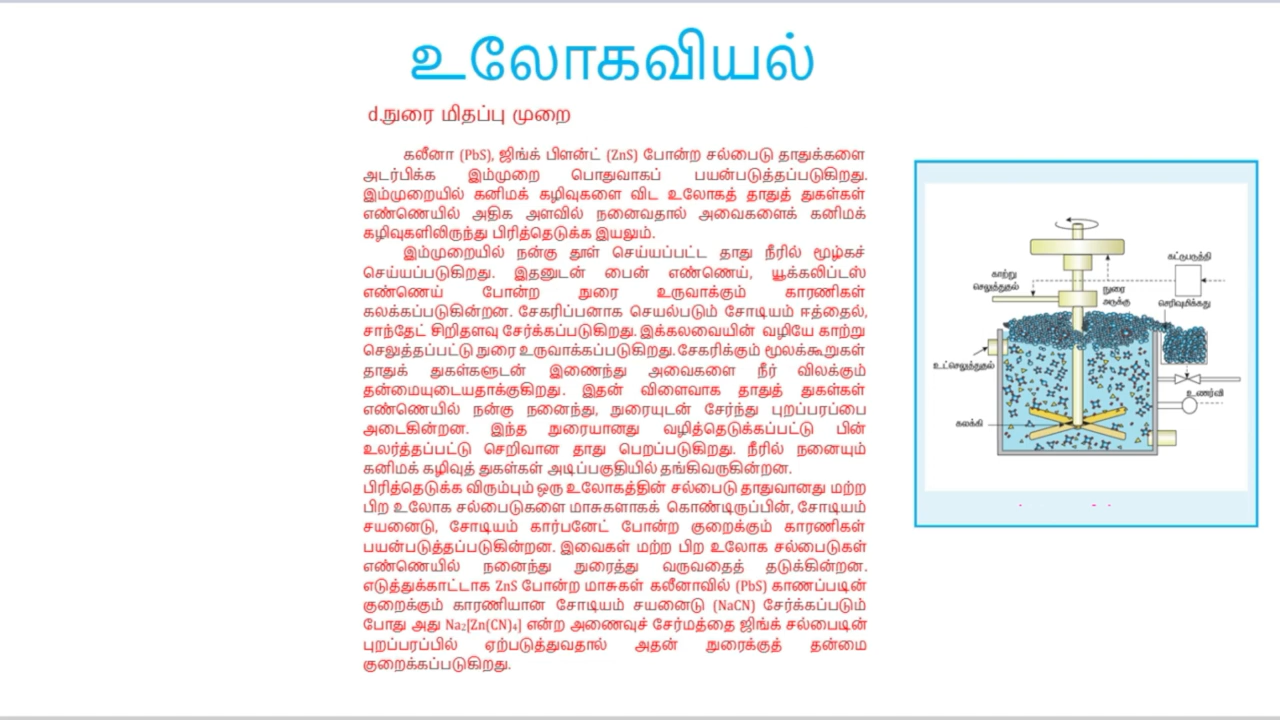 உலோகவியல்
d.நுரை மிதப்பு முறை
கலீனா (PbS), ஜிங்க் பிளன்ட் (ZnS) போன்ற சல்பைடு தாதுக்களை
அடர்பிக்க இம்முறை பொதுவாகப் பயன்படுத்தப்படுகிறது.
இம்முறையில் கனிமக் கழிவுகளை விட உலோகத் தாதுத் துகள்கள்
எண்ணெயில் அதிக அளவில் நனைவதால் அவைகளைக் கனிமக்
கழிவுகளிலிருந்து பிரித்தெடுக்க இயலும்.
இம்முறையில் நன்கு தூள் செய்யப்பட்ட தாது நீரில் மூழ்கச்
செய்யப்படுகிறது. இதனுடன் பைன் எண்ணெய், யூக்கலிப்டஸ்
எண்ணெய் போன்ற நுரை உருவாக்கும் காரணிகள்
கலக்கப்படுகின்றன. சேகரிப்பனாக செயல்படும் சோடியம் ஈத்தைல்,
சாந்தேட் சிறிதளவு சேர்க்கப்படுகிறது. இக்கலவையின் வழியே காற்று
செலுத்தப்பட்டு நுரை உருவாக்கப்படுகிறது. சேகரிக்கும் மூலக்கூறுகள்
தாதுக் துகள்களுடன் இணைந்து அவைகளை நீர் விலக்கும்
தன்மையுடையதாக்குகிறது. இதன் விளைவாக தாதுத் துகள்கள்
எண்ணெயில் நன்கு நனைந்து, நுரையுடன் சேர்ந்து புறப்பரப்பை
அடைகின்றன. இந்த நுரையானது வழித்தெடுக்கப்பட்டு பின்
உலர்த்தப்பட்டு செறிவான தாது பெறப்படுகிறது. நீரில் நனையும்
கனிமக் கழிவுத் துகள்கள் அடிப்பகுதியில் தங்கிவருகின்றன.
பிரித்தெடுக்க விரும்பும் ஒரு உலோகத்தின் சல்பைடு தாதுவானது மற்ற
பிற உலோக சல்பைடுகளை மாசுகளாகக் கொண்டிருப்பின், சோடியம்
சயனைடு, சோடியம் கார்பனேட் போன்ற குறைக்கும் காரணிகள்
பயன்படுத்தப்படுகின்றன. இவைகள் மற்ற பிற உலோக சல்பைடுகள்
எண்ணெயில் நனைந்து நுரைத்து வருவதைத் தடுக்கின்றன.
எடுத்துக்காட்டாக ZnS போன்ற மாசுகள் கலீனாவில் (PbS) காணப்படின்
குறைக்கும் காரணியான சோடியம் சயனைடு (NaCN) சேர்க்கப்படும்
போது அது Na₂[Zn(CN)₄] என்ற அணைவுச் சேர்மத்தை ஜிங்க் சல்பைடின்
புறப்பரப்பில் ஏற்படுத்துவதால் அதன் நுரைக்குத் தன்மை
குறைக்கப்படுகிறது.
கட்டுபடுத்தி
காற்று
செலுத்துதல்
நுரை
அடுக்கு
செரிவுமிக்கது
உட்செலுத்துதல்
உணர்வி
கலக்கி